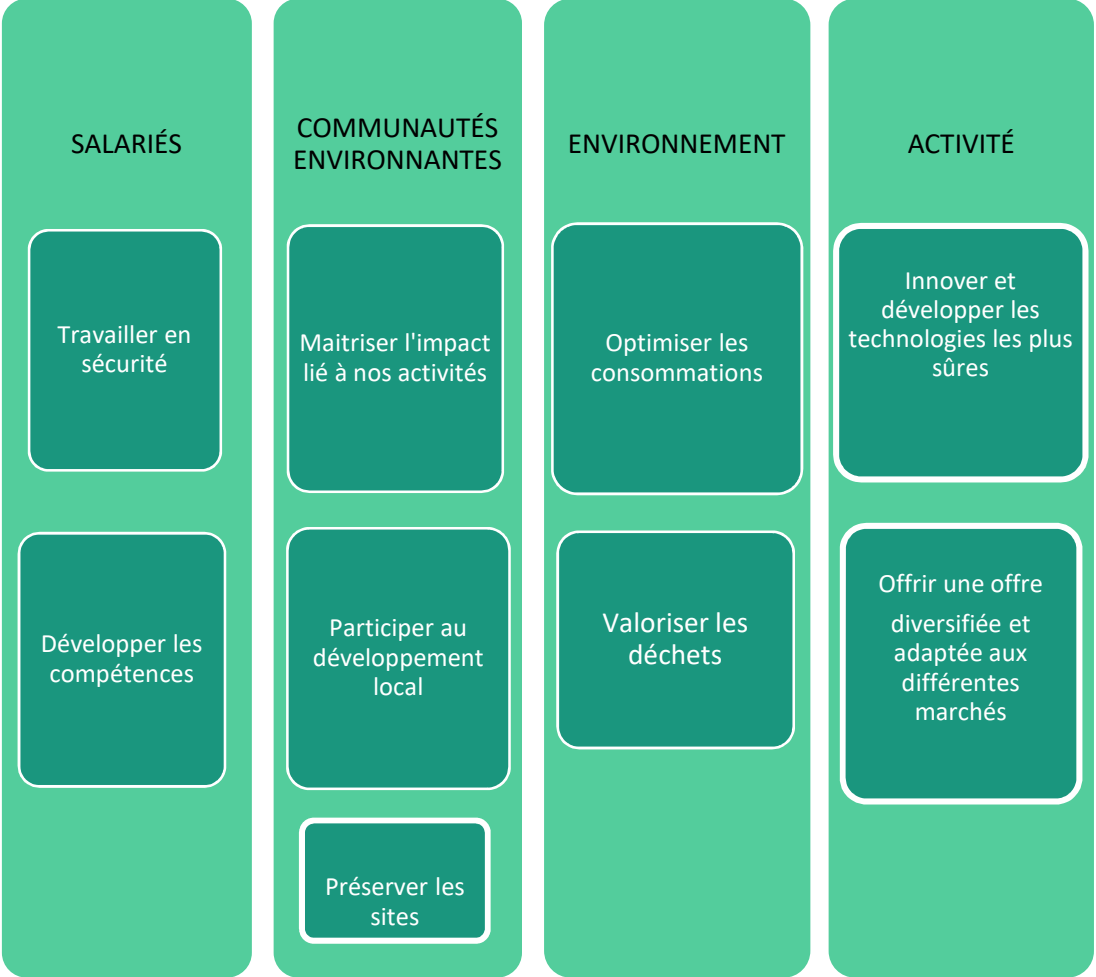 SALARIÉS
Travailler en
sécurité
Développer les
compétences
COMMUNAUTÉS
ENVIRONNANTES
Maitriser l'impact
lié à nos activités
Participer au
développement
local
Préserver les
sites
ENVIRONNEMENT
Optimiser les
consommations
Valoriser les
déchets
ACTIVITÉ
Innover et
développer les
technologies les plus
sûres
Offrir une offre
diversifiée et
adaptée aux
différentes
marchés